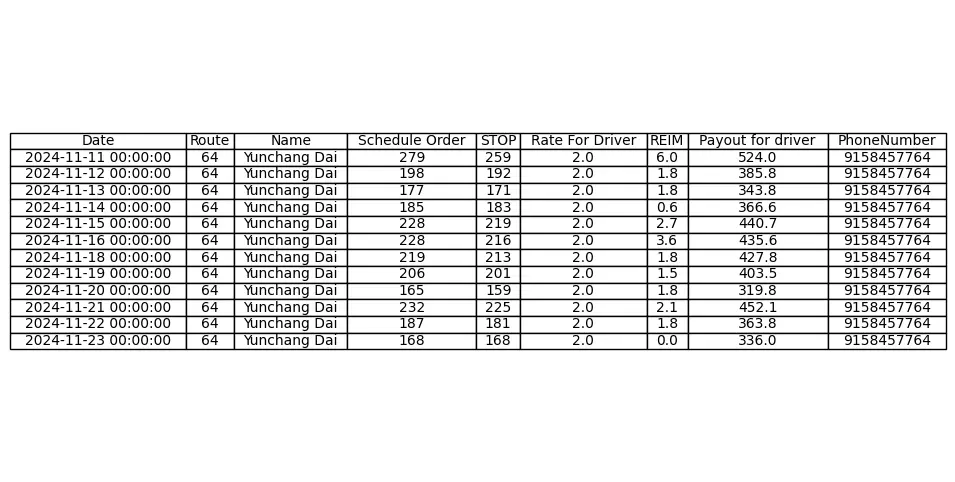 Date Route Name Schedule Order STOP Rate For Driver REIM Payout for driver PhoneNumber
2024-11-11 00:00:00 64 Yunchang Dai 279 259 2.0 6.0 524.0 9158457764
2024-11-12 00:00:00 64 Yunchang Dai 198 192 2.0 1.8 385.8 9158457764
2024-11-13 00:00:00 64 Yunchang Dai 177 171 2.0 1.8 343.8 9158457764
2024-11-14 00:00:00 64 Yunchang Dai 185 183 2.0 0.6 366.6 9158457764
2024-11-15 00:00:00 64 Yunchang Dai 228 219 2.0 2.7 440.7 9158457764
2024-11-16 00:00:00 64 Yunchang Dai 228 216 2.0 3.6 435.6 9158457764
2024-11-18 00:00:00 64 Yunchang Dai 219 213 2.0 1.8 427.8 9158457764
2024-11-19 00:00:00 64 Yunchang Dai 206 201 2.0 1.5 403.5 9158457764
2024-11-20 00:00:00 64 Yunchang Dai 165 159 2.0 1.8 319.8 9158457764
2024-11-21 00:00:00 64 Yunchang Dai 232 225 2.0 2.1 452.1 9158457764
2024-11-22 00:00:00 64 Yunchang Dai 187 181 2.0 1.8 363.8 9158457764
2024-11-23 00:00:00 64 Yunchang Dai 168 168 2.0 0.0 336.0 9158457764